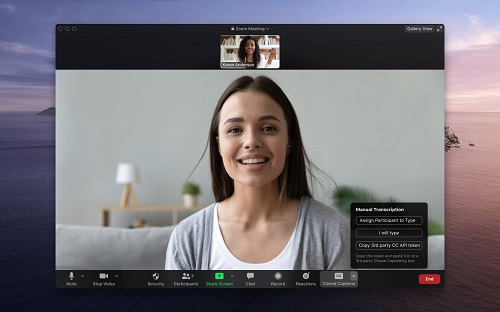 Zoom Meeting
Gallery View
Karen Anderson
Manual Transcription
Assign Participant to Type
I will type
Copy 3rd party CC API token
Copy this token and paste it in to a
3rd party Closed Captioning tool
Mute
Stop Video
Security
Participants
2
Share Screen
Chat
Record
Reactions
CC
Closed Captions
End